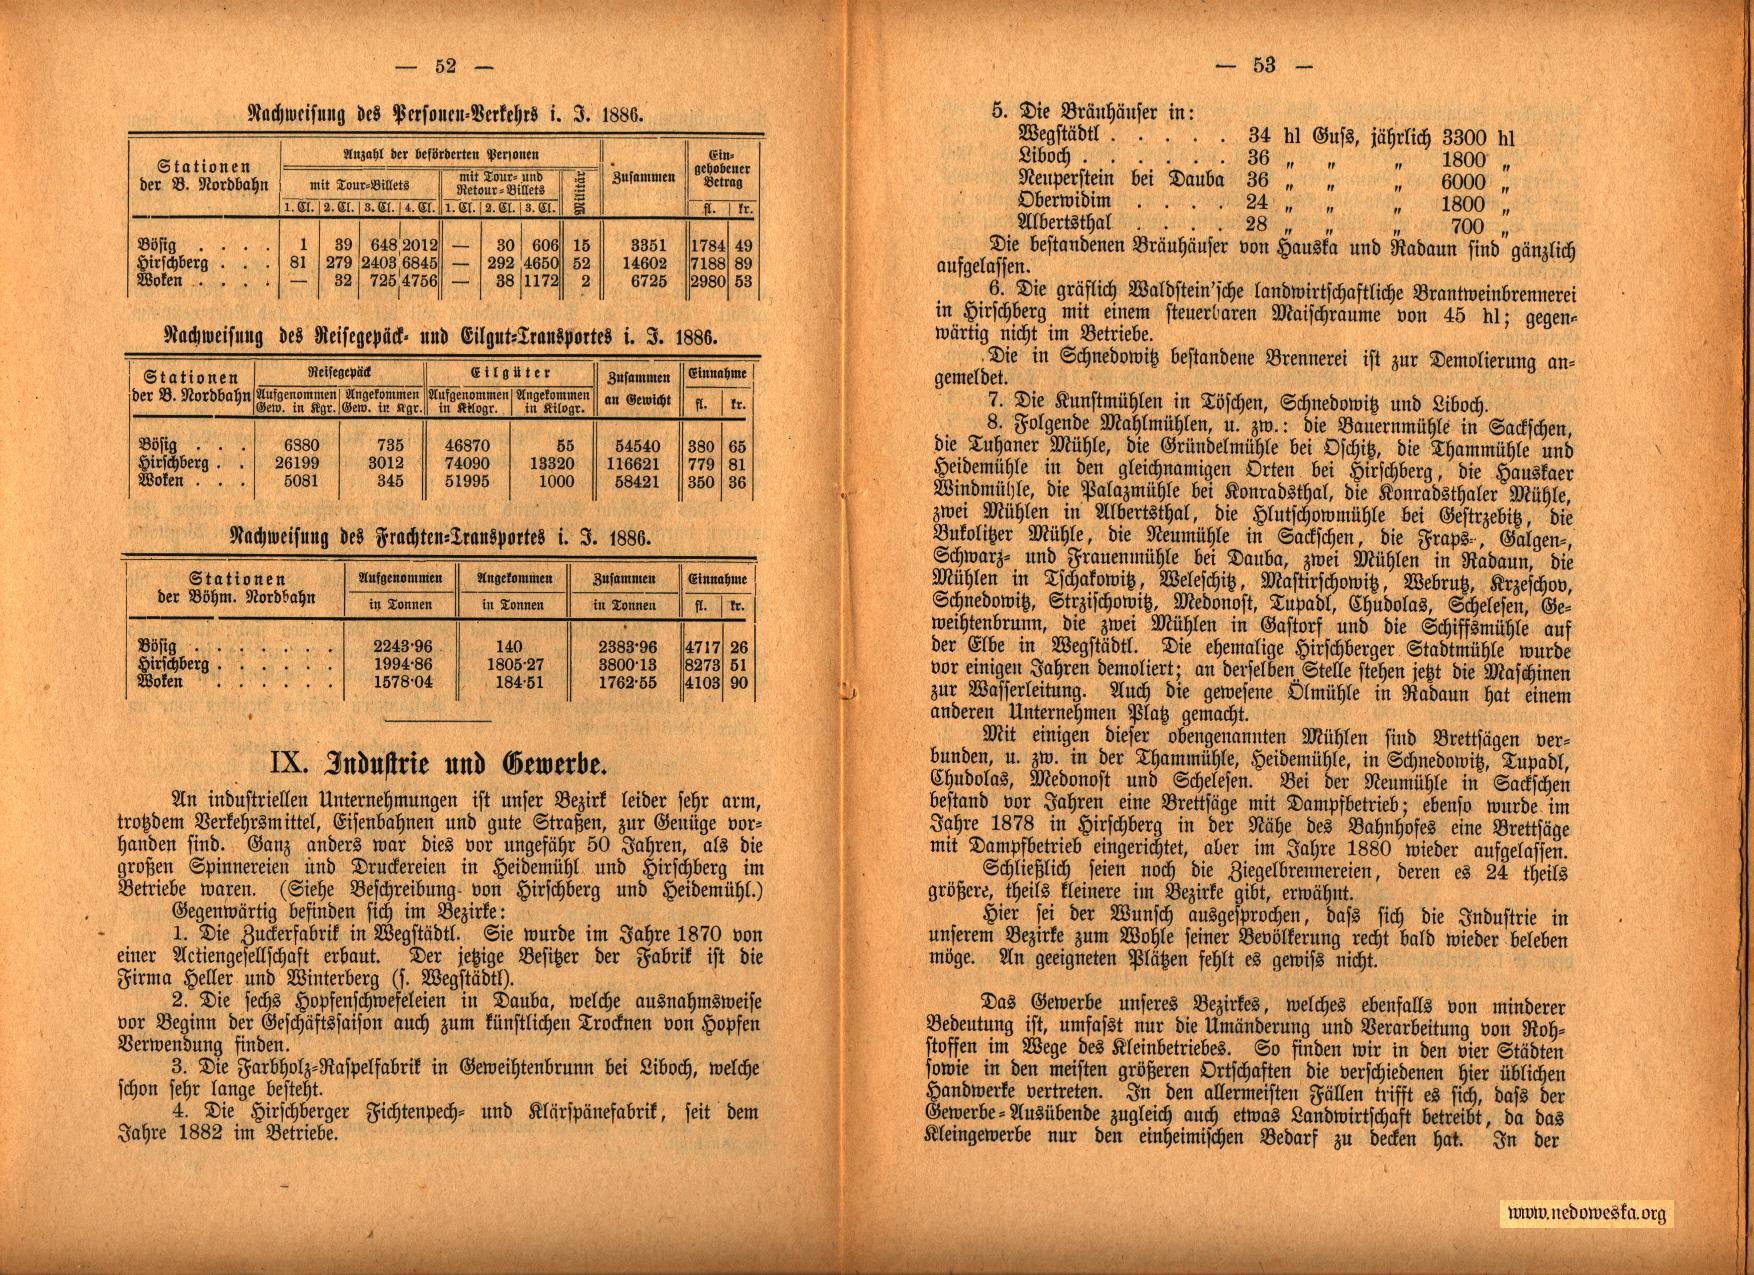 — 52 —
Nachweisung des Personen-Verkehrs i. J. 1886.
Stationen der B. Nordbahn | Anzahl der beförderten Personen | Zusammen | Ein-gehobener Betrag
mit Tour-Billets | mit Tour- und Retour-Billets | Militär
1. Cl. | 2. Cl. | 3. Cl. | 4. Cl. | 1. Cl. | 2. Cl. | 3. Cl. | fl. | kr.
Bösig . . . . 1 39 648 2012 — 30 606 15 3351 1784 49
Hirschberg . . . 81 279 2403 6845 — 292 4650 52 14602 7188 89
Woken . . . . — 32 725 4756 — 38 1172 2 6725 2980 53
Nachweisung des Reisegepäck- und Eilgut-Transportes i. J. 1886.
Stationen der B. Nordbahn | Reisegepäck | Eilgüter | Zusammen an Gewicht | Einnahme
Aufgenommen Gew. in Kgr. | Angekommen Gew. in Kgr. | Aufgenommen in Kilogr. | Angekommen in Kilogr. | fl. | kr.
Bösig . . . 6880 735 46870 55 54540 380 65
Hirschberg . . 26199 3012 74090 13320 116621 779 81
Woken . . . 5081 345 51995 1000 58421 350 36
Nachweisung des Frachten-Transportes i. J. 1886.
Stationen der Böhm. Nordbahn | Aufgenommen | Angekommen | Zusammen | Einnahme
in Tonnen | in Tonnen | in Tonnen | fl. | kr.
Bösig . . . . . . . 2243·96 140 2383·96 4717 26
Hirschberg . . . . . . 1994·86 1805·27 3800·13 8273 51
Woken . . . . . . 1578·04 184·51 1762·55 4103 90
IX. Industrie und Gewerbe.
An industriellen Unternehmungen ist unser Bezirk leider sehr arm,
trotzdem Verkehrsmittel, Eisenbahnen und gute Straßen, zur Genüge vor-
handen sind. Ganz anders war dies vor ungefähr 50 Jahren, als die
großen Spinnereien und Druckereien in Heidemühl und Hirschberg im
Betriebe waren. (Siehe Beschreibung von Hirschberg und Heidemühl.)
Gegenwärtig befinden sich im Bezirke:
1. Die Zuckerfabrik in Wegstädtl. Sie wurde im Jahre 1870 von
einer Actiengesellschaft erbaut. Der jetzige Besitzer der Fabrik ist die
Firma Heller und Winterberg (s. Wegstädtl).
2. Die sechs Hopfenschwefeleien in Dauba, welche ausnahmsweise
vor Beginn der Geschäftssaison auch zum künstlichen Trocknen von Hopfen
Verwendung finden.
3. Die Farbholz-Raspelfabrik in Geweihtenbrunn bei Liboch, welche
schon sehr lange besteht.
4. Die Hirschberger Fichtenpech- und Klärspänefabrik, seit dem
Jahre 1882 im Betriebe.
— 53 —
5. Die Bräuhäuser in:
Wegstädtl . . . . . 34 hl Guss, jährlich 3300 hl
Liboch . . . . . . 36 „ „ „ 1800 „
Neuperstein bei Dauba 36 „ „ „ 6000 „
Oberwidim . . . . 24 „ „ „ 1800 „
Albertsthal . . . . 28 „ „ „ 700 „
Die bestandenen Bräuhäuser von Hauska und Radaun sind gänzlich
aufgelassen.
6. Die gräflich Waldstein'sche landwirtschaftliche Brantweinbrennerei
in Hirschberg mit einem steuerbaren Maischraume von 45 hl; gegen-
wärtig nicht im Betriebe.
Die in Schnedowitz bestandene Brennerei ist zur Demolierung an-
gemeldet.
7. Die Kunstmühlen in Töschen, Schnedowitz und Liboch.
8. Folgende Mahlmühlen, u. zw.: die Bauernmühle in Sackschen,
die Tuhaner Mühle, die Gründelmühle bei Oschitz, die Thammühle und
Heidemühle in den gleichnamigen Orten bei Hirschberg, die Hauskaer
Windmühle, die Palazmühle bei Konradsthal, die Konradsthaler Mühle,
zwei Mühlen in Albertsthal, die Hlutschowmühle bei Gestrzebitz, die
Bukolitzer Mühle, die Neumühle in Sackschen, die Fraps-, Galgen-,
Schwarz- und Frauenmühle bei Dauba, zwei Mühlen in Radaun, die
Mühlen in Tschakowitz, Weleschitz, Mastirschowitz, Webrutz, Krzeschov,
Schnedowitz, Strzischowitz, Medonost, Tupadl, Chudolas, Schelesen, Ge-
weihtenbrunn, die zwei Mühlen in Gastorf und die Schiffsmühle auf
der Elbe in Wegstädtl. Die ehemalige Hirschberger Stadtmühle wurde
vor einigen Jahren demoliert; an derselben Stelle stehen jetzt die Maschinen
zur Wasserleitung. Auch die gewesene Ölmühle in Radaun hat einem
anderen Unternehmen Platz gemacht.
Mit einigen dieser obengenannten Mühlen sind Brettsägen ver-
bunden, u. zw. in der Thammühle, Heidemühle, in Schnedowitz, Tupadl,
Chudolas, Medonost und Schelesen. Bei der Neumühle in Sackschen
bestand vor Jahren eine Brettsäge mit Dampfbetrieb; ebenso wurde im
Jahre 1878 in Hirschberg in der Nähe des Bahnhofes eine Brettsäge
mit Dampfbetrieb eingerichtet, aber im Jahre 1880 wieder aufgelassen.
Schließlich seien noch die Ziegelbrennereien, deren es 24 theils
größere, theils kleinere im Bezirke gibt, erwähnt.
Hier sei der Wunsch ausgesprochen, dass sich die Industrie in
unserem Bezirke zum Wohle seiner Bevölkerung recht bald wieder beleben
möge. An geeigneten Plätzen fehlt es gewiss nicht.
Das Gewerbe unseres Bezirkes, welches ebenfalls von minderer
Bedeutung ist, umfasst nur die Umänderung und Verarbeitung von Roh-
stoffen im Wege des Kleinbetriebes. So finden wir in den vier Städten
sowie in den meisten größeren Ortschaften die verschiedenen hier üblichen
Handwerke vertreten. In den allermeisten Fällen trifft es sich, dass der
Gewerbe-Ausübende zugleich auch etwas Landwirtschaft betreibt, da das
Kleingewerbe nur den einheimischen Bedarf zu decken hat. In der
www.nedoweska.org